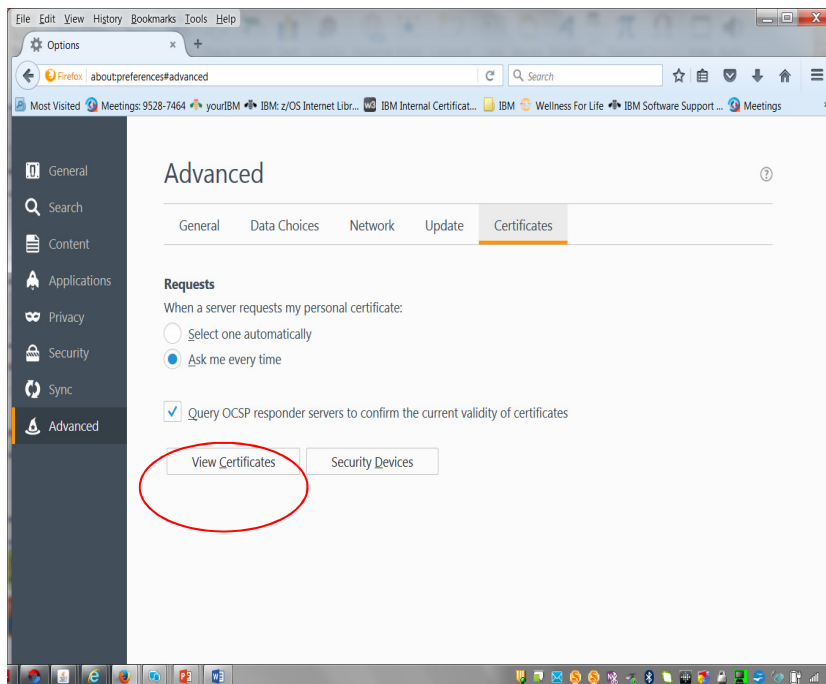 File Edit View History Bookmarks Tools Help
Options × +
Firefox about:preferences#advanced Search
Most Visited Meetings: 9528-7464 yourIBM IBM: z/OS Internet Libr... IBM Internal Certificat... IBM Wellness For Life IBM Software Support ... Meetings
General
Search
Content
Applications
Privacy
Security
Sync
Advanced
Advanced
General Data Choices Network Update Certificates
Requests
When a server requests my personal certificate:
Select one automatically
Ask me every time
Query OCSP responder servers to confirm the current validity of certificates
View Certificates Security Devices